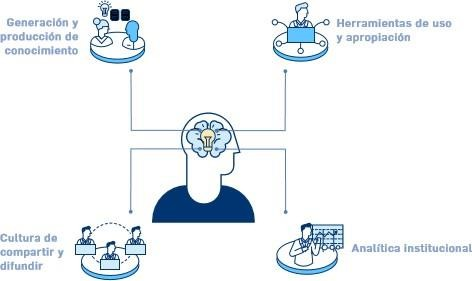 Generación y
producción de
conocimiento
Herramientas de uso
y apropiación
Cultura de
compartir y
difundir
Analítica institucional